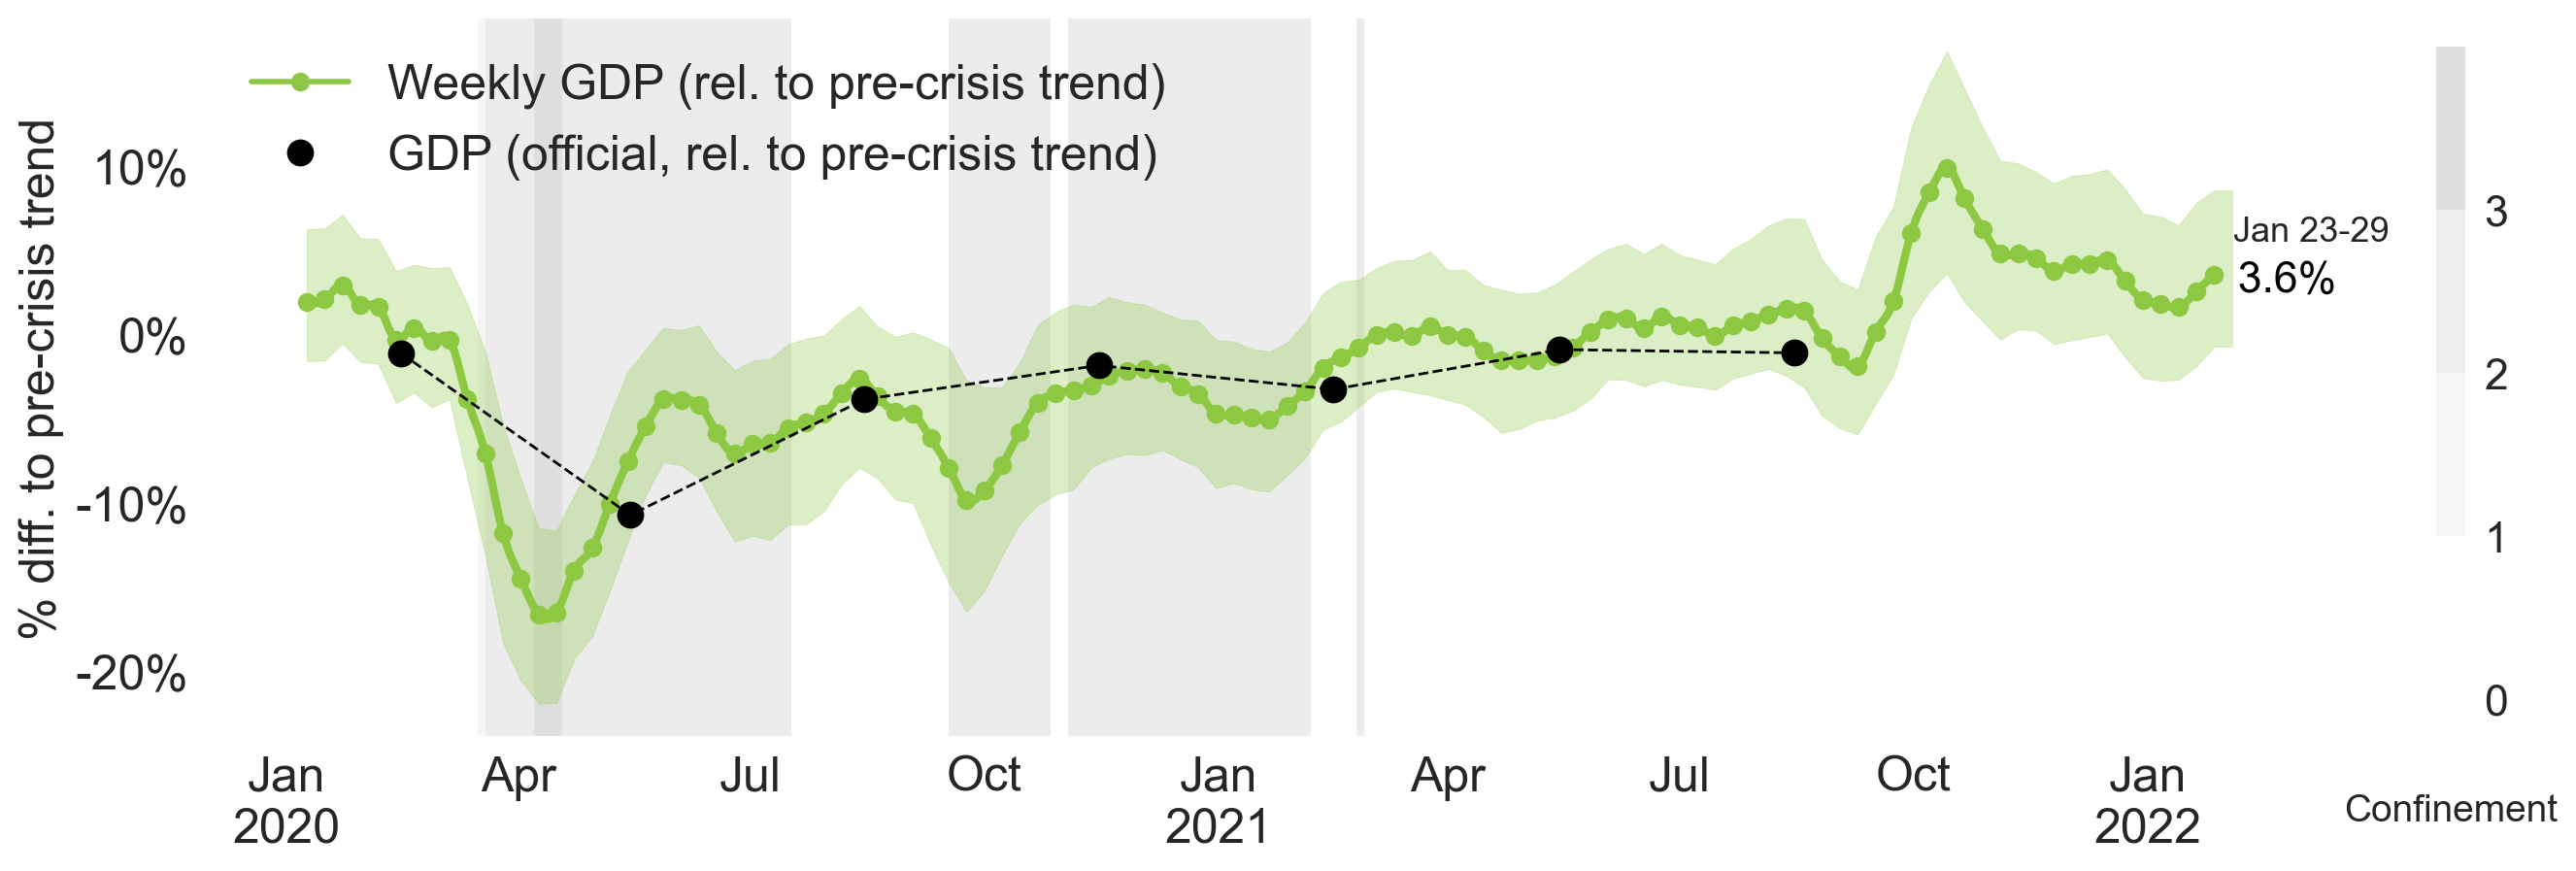 Weekly GDP (rel. to pre-crisis trend)
GDP (official, rel. to pre-crisis trend)
% diff. to pre-crisis trend
10%
0%
-10%
-20%
Jan 23-29
3.6%
3
2
1
0
Jan Apr Jul Oct Jan Apr Jul Oct Jan
2020 2021 2022
Confinement